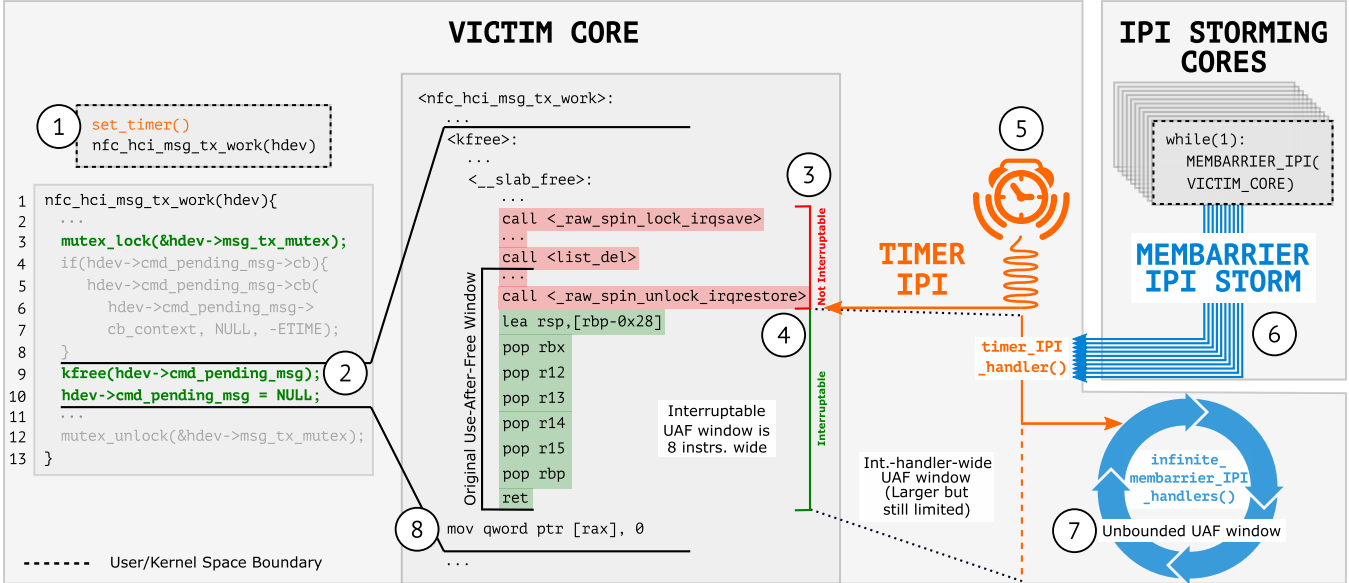 VICTIM CORE
1
set_timer()
nfc_hci_msg_tx_work(hdev)
1 nfc_hci_msg_tx_work(hdev){
2 ...
3 mutex_lock(&hdev->msg_tx_mutex);
4 if(hdev->cmd_pending_msg->cb){
5 hdev->cmd_pending_msg->cb(
6 hdev->cmd_pending_msg->
7 cb_context, NULL, -ETIME);
8 }
9 kfree(hdev->cmd_pending_msg);
10 hdev->cmd_pending_msg = NULL;
11 ...
12 mutex_unlock(&hdev->msg_tx_mutex);
13 }
2
User/Kernel Space Boundary
<nfc_hci_msg_tx_work>:
...
<kfree>:
...
<__slab_free>:
...
call <_raw_spin_lock_irqsave>
...
call <list_del>
...
call <_raw_spin_unlock_irqrestore>
lea rsp,[rbp-0x28]
pop rbx
pop r12
pop r13
pop r14
pop r15
pop rbp
ret
8
mov qword ptr [rax], 0
...
Original Use-After-Free Window
3
Not Interruptable
4
Interruptable
Interruptable
UAF window is
8 instrs. wide
5
TIMER
IPI
timer_IPI
_handler()
Int.-handler-wide
UAF window
(Larger but
still limited)
IPI STORMING
CORES
while(1):
MEMBARRIER_IPI(
VICTIM_CORE)
MEMBARRIER
IPI STORM
6
infinite_
membarrier_IPI
_handlers()
7
Unbounded UAF window